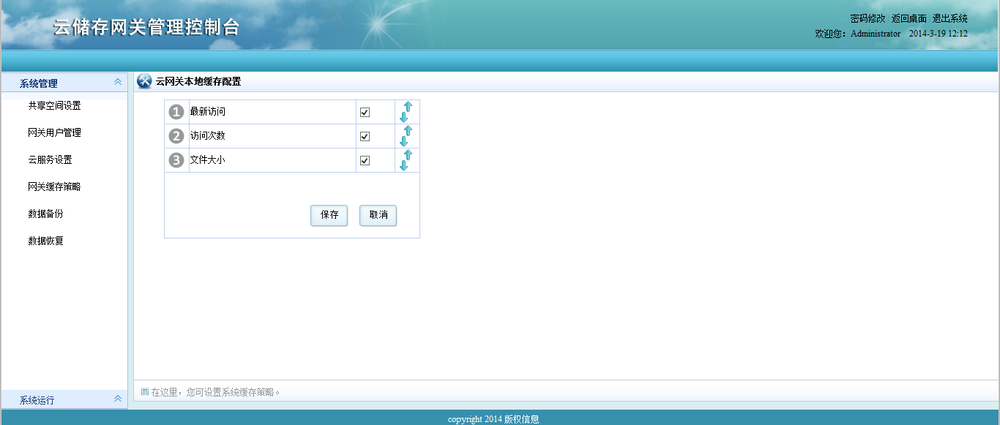 云储存网关管理控制台
密码修改 返回桌面 退出系统
欢迎您：Administrator 2014-3-19 12:12
系统管理
共享空间设置
网关用户管理
云服务设置
网关缓存策略
数据备份
数据恢复
系统运行
云网关本地缓存配置
1 最新访问
2 访问次数
3 文件大小
保存 取消
在这里，您可设置系统缓存策略。
copyright 2014 版权信息